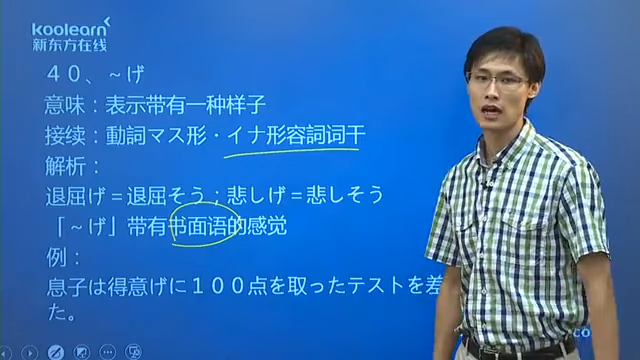 koolearn
新东方在线
40、~げ
意味：表示带有一种样子
接续：動詞マス形·イナ形容詞词干
解析：
退屈げ＝退屈そう；悲しげ＝悲しそう
「~げ」带有书面语的感觉
例：
息子は得意げに１００点を取ったテストを差
た。
co